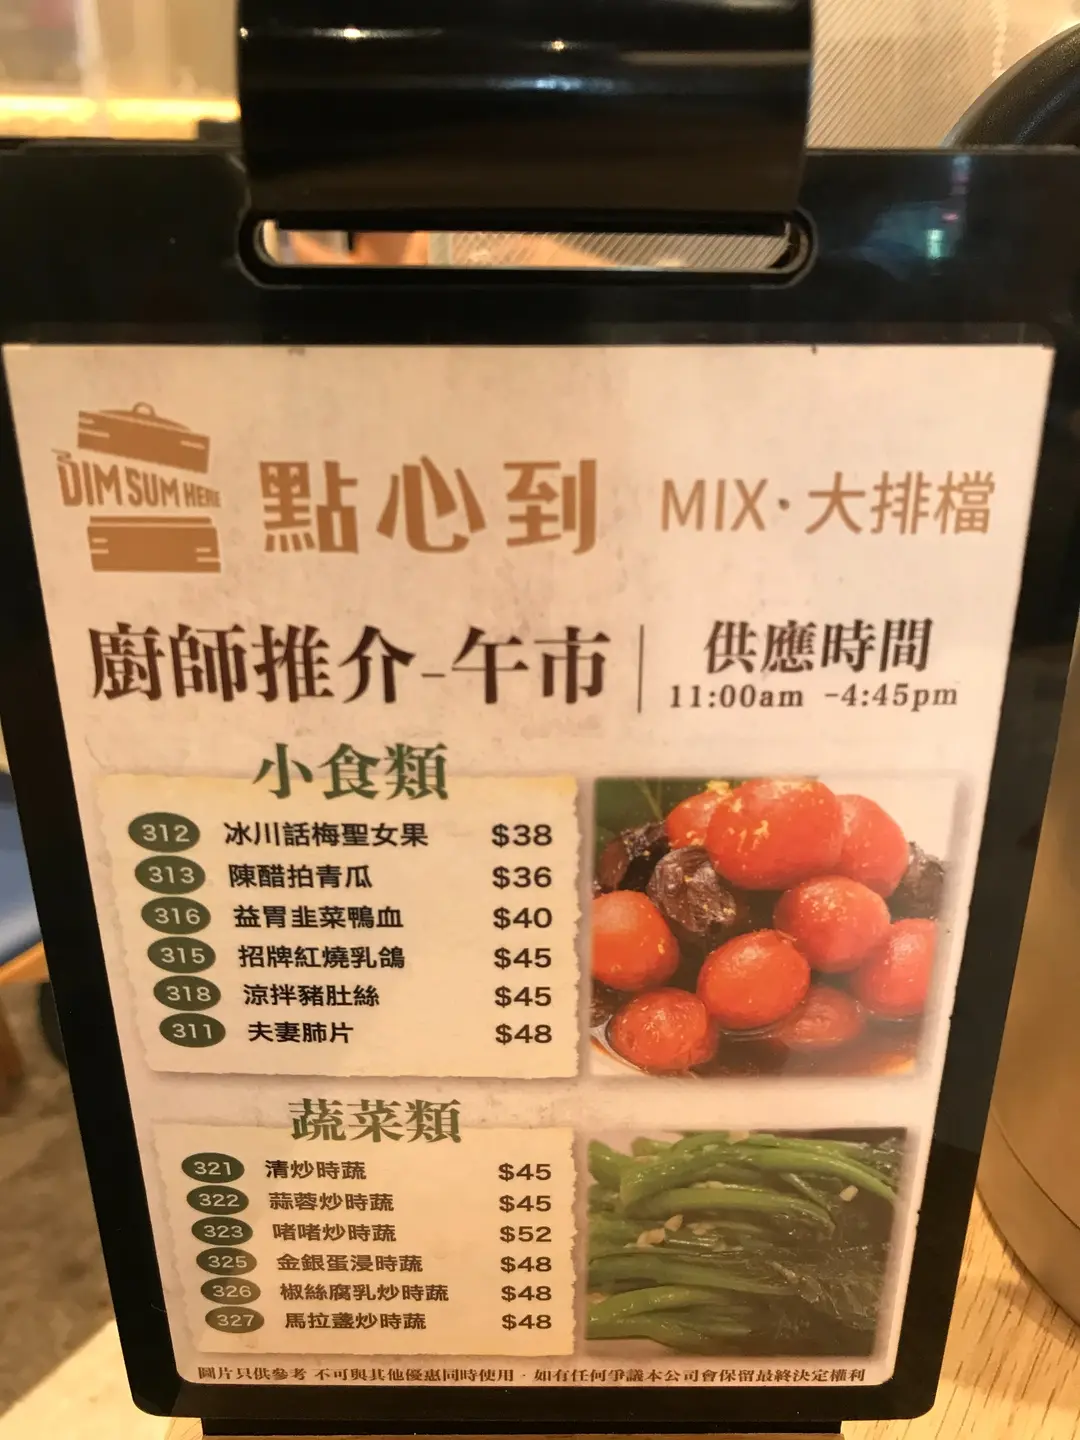 DIM SUM HERE
點心到 MIX·大排檔
廚師推介-午市
供應時間
11:00am -4:45pm
小食類
312 冰川話梅聖女果 $38
313 陳醋拍青瓜 $36
316 益胃韭菜鴨血 $40
315 招牌紅燒乳鴿 $45
318 涼拌豬肚絲 $45
311 夫妻肺片 $48
蔬菜類
321 清炒時蔬 $45
322 蒜蓉炒時蔬 $45
323 啫啫炒時蔬 $52
325 金銀蛋浸時蔬 $48
326 椒絲腐乳炒時蔬 $48
327 馬拉盞炒時蔬 $48
圖片只供參考 不可與其他優惠同時使用﹒如有任何爭議本公司會保留最終決定權利